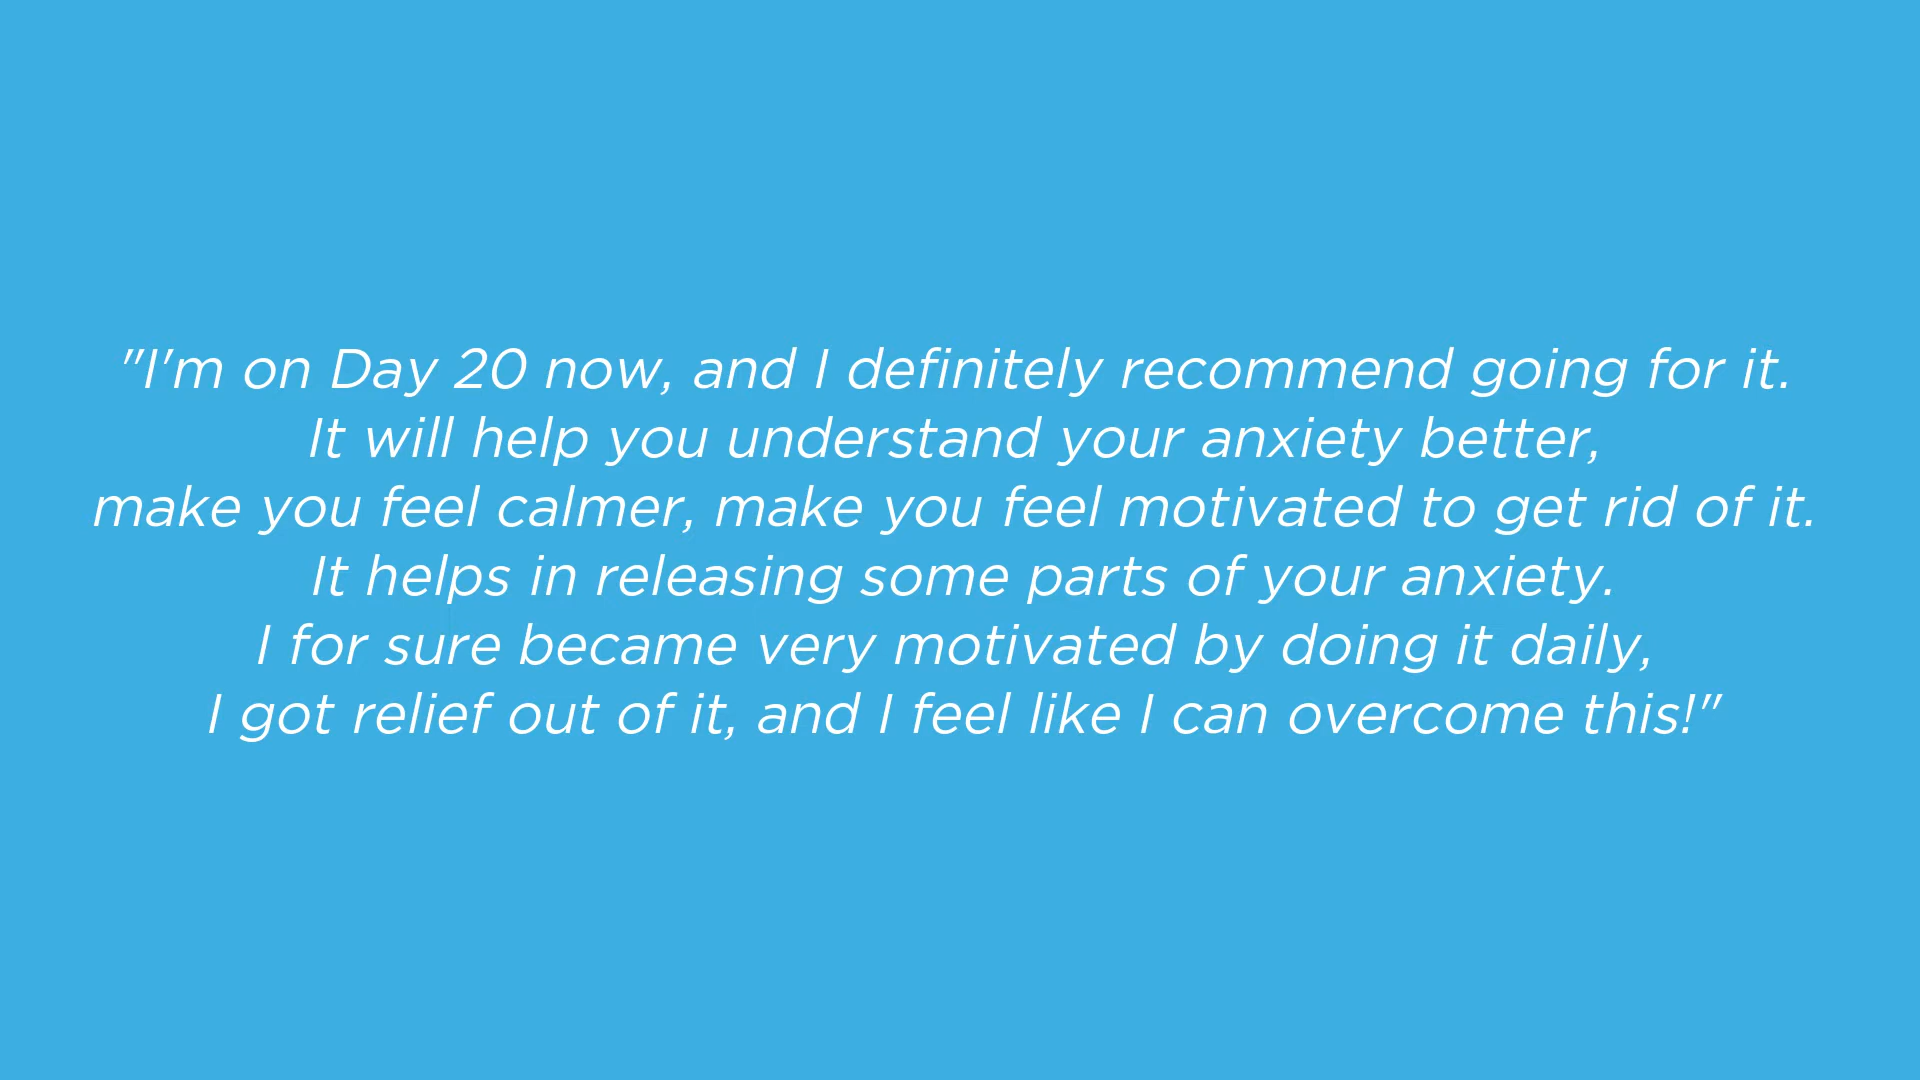 "I'm on Day 20 now, and I definitely recommend going for it.
It will help you understand your anxiety better,
make you feel calmer, make you feel motivated to get rid of it.
It helps in releasing some parts of your anxiety.
I for sure became very motivated by doing it daily,
I got relief out of it, and I feel like I can overcome this!"